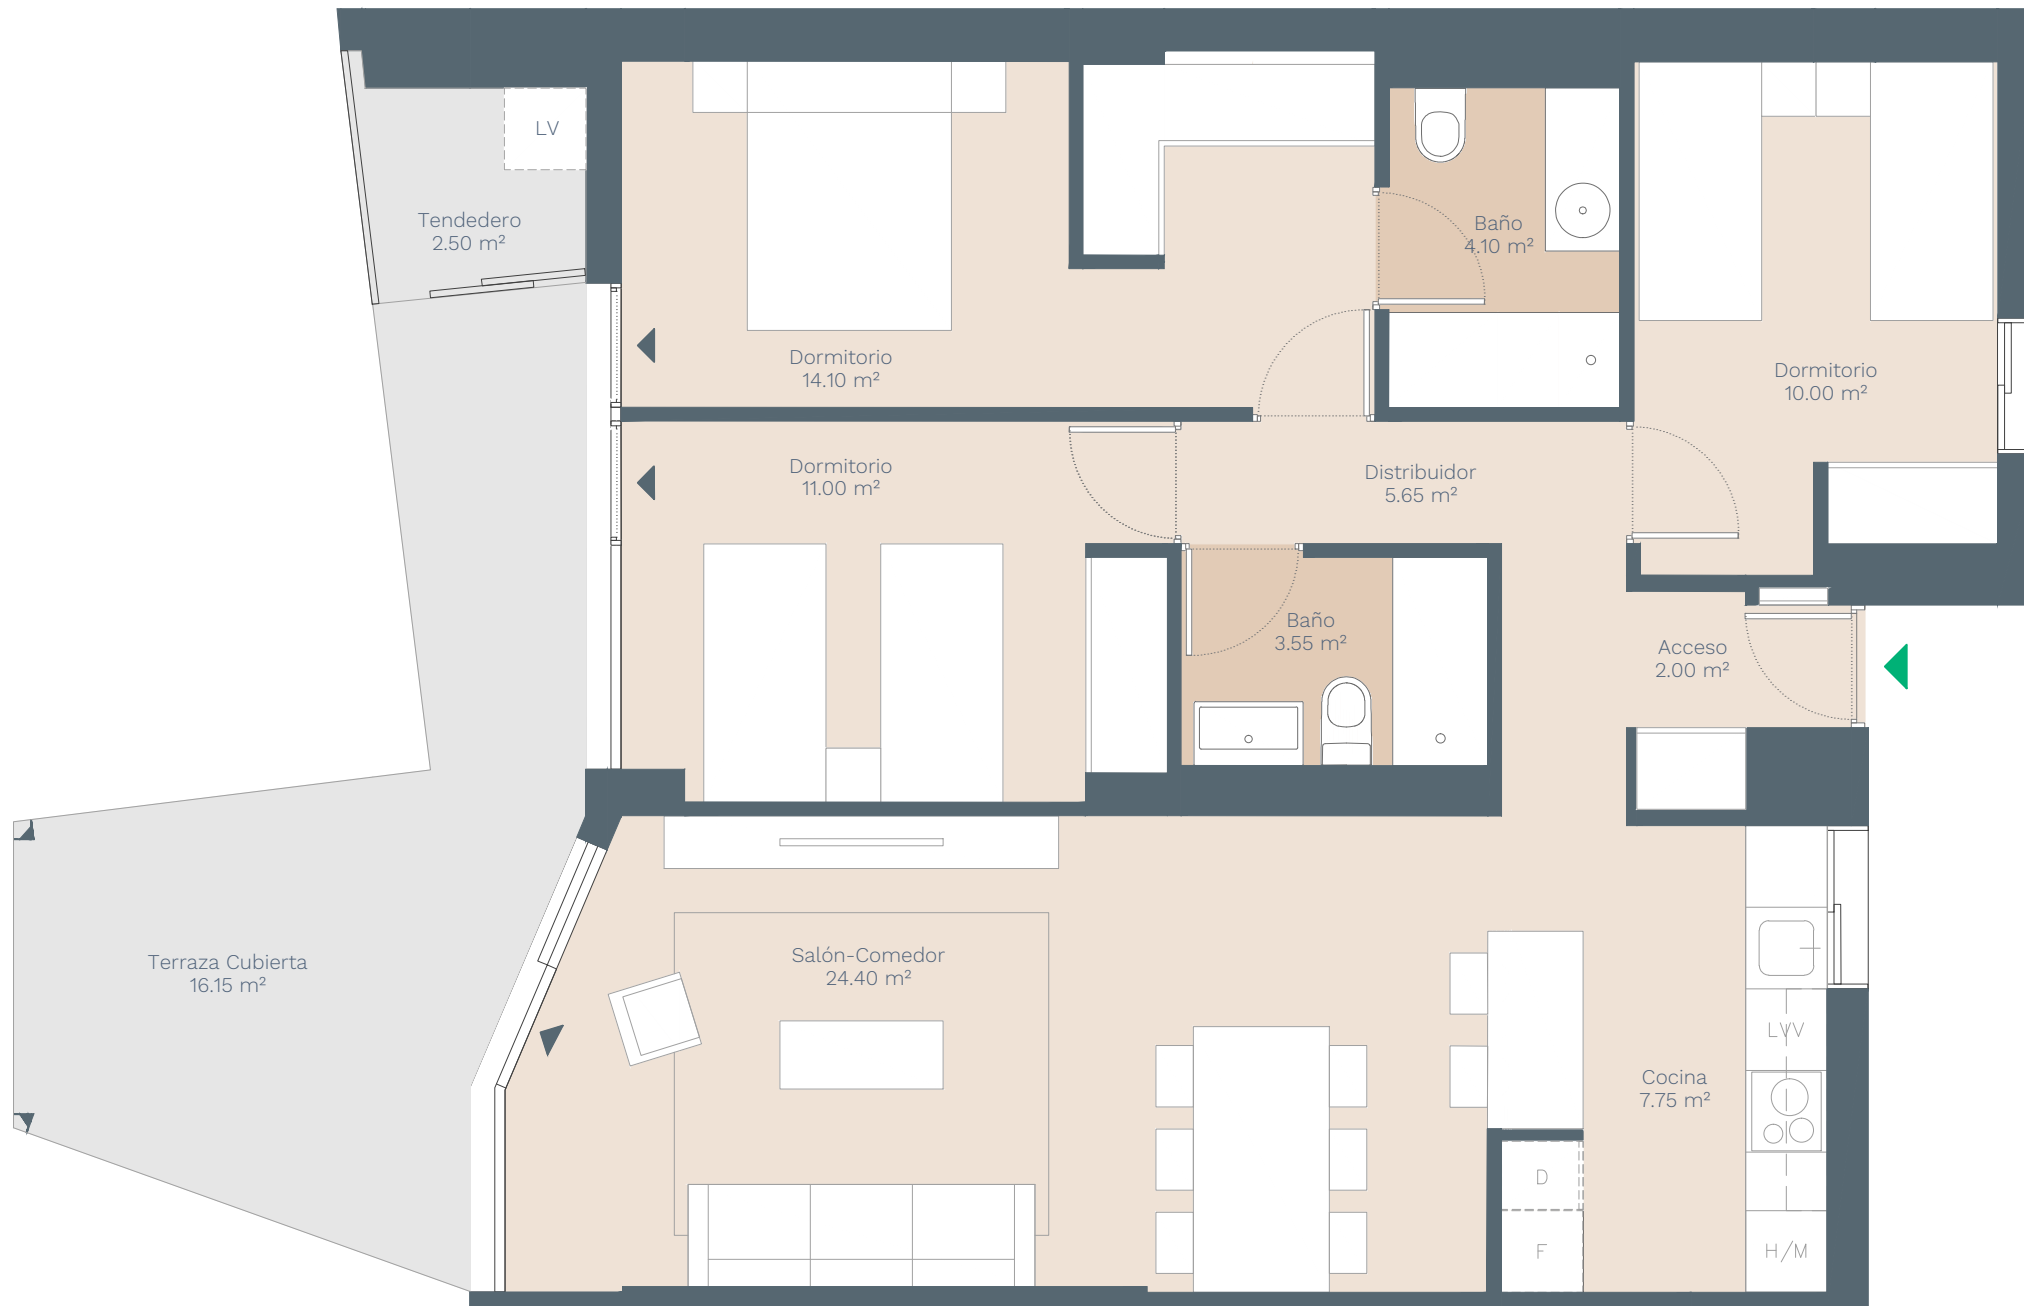 LV
Tendedero
2.50 m²
Baño
4.10 m²
Dormitorio
14.10 m²
Dormitorio
10.00 m²
Dormitorio
11.00 m²
Distribuidor
5.65 m²
Baño
3.55 m²
Acceso
2.00 m²
Terraza Cubierta
16.15 m²
Salón-Comedor
24.40 m²
LVV
Cocina
7.75 m²
D
F
H/M